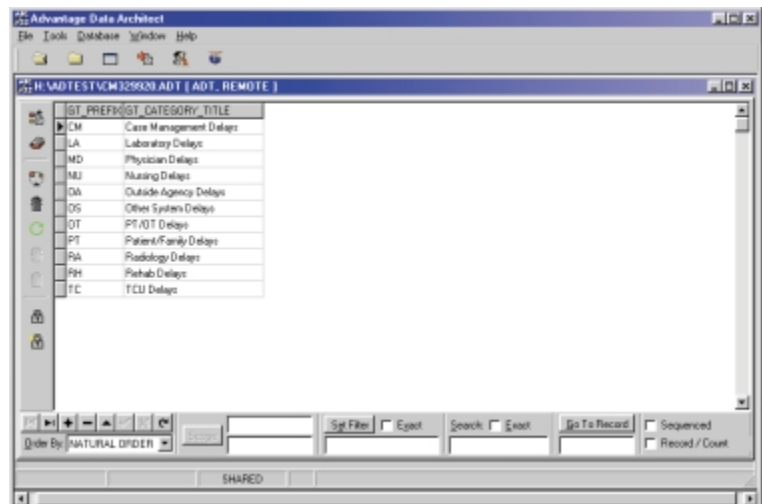 Advantage Data Architect
File Tools Database Window Help
H:\ADTEST\CM329920.ADT [ ADT, REMOTE ]
GT_PREFIX GT_CATEGORY_TITLE
CM Case Management Delays
LA Laboratory Delays
MD Physician Delays
NU Nursing Delays
OA Outside Agency Delays
OS Other System Delays
OT PT/OT Delays
PT Patient/Family Delays
RA Radiology Delays
RH Rehab Delays
TC TCU Delays
Set Filter Exact Search: Exact Go To Record Sequenced
Order By: NATURAL ORDER Scope Record / Count
SHARED